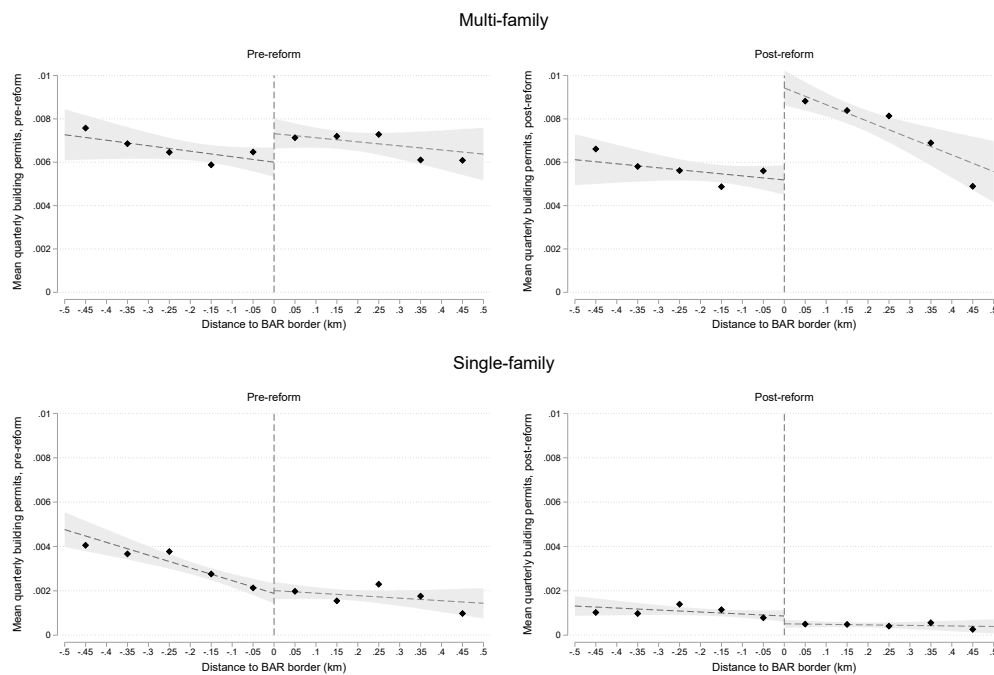 Multi-family
Pre-reform
Mean quarterly building permits, pre-reform
.01
.008
.006
.004
.002
0
-.5 -.45 -.4 -.35 -.3 -.25 -.2 -.15 -.1 -.05 0 .05 .1 .15 .2 .25 .3 .35 .4 .45 .5
Distance to BAR border (km)
Post-reform
Mean quarterly building permits, post-reform
.01
.008
.006
.004
.002
0
-.5 -.45 -.4 -.35 -.3 -.25 -.2 -.15 -.1 -.05 0 .05 .1 .15 .2 .25 .3 .35 .4 .45 .5
Distance to BAR border (km)
Single-family
Pre-reform
Mean quarterly building permits, pre-reform
.01
.008
.006
.004
.002
0
-.5 -.45 -.4 -.35 -.3 -.25 -.2 -.15 -.1 -.05 0 .05 .1 .15 .2 .25 .3 .35 .4 .45 .5
Distance to BAR border (km)
Post-reform
Mean quarterly building permits, post-reform
.01
.008
.006
.004
.002
0
-.5 -.45 -.4 -.35 -.3 -.25 -.2 -.15 -.1 -.05 0 .05 .1 .15 .2 .25 .3 .35 .4 .45 .5
Distance to BAR border (km)